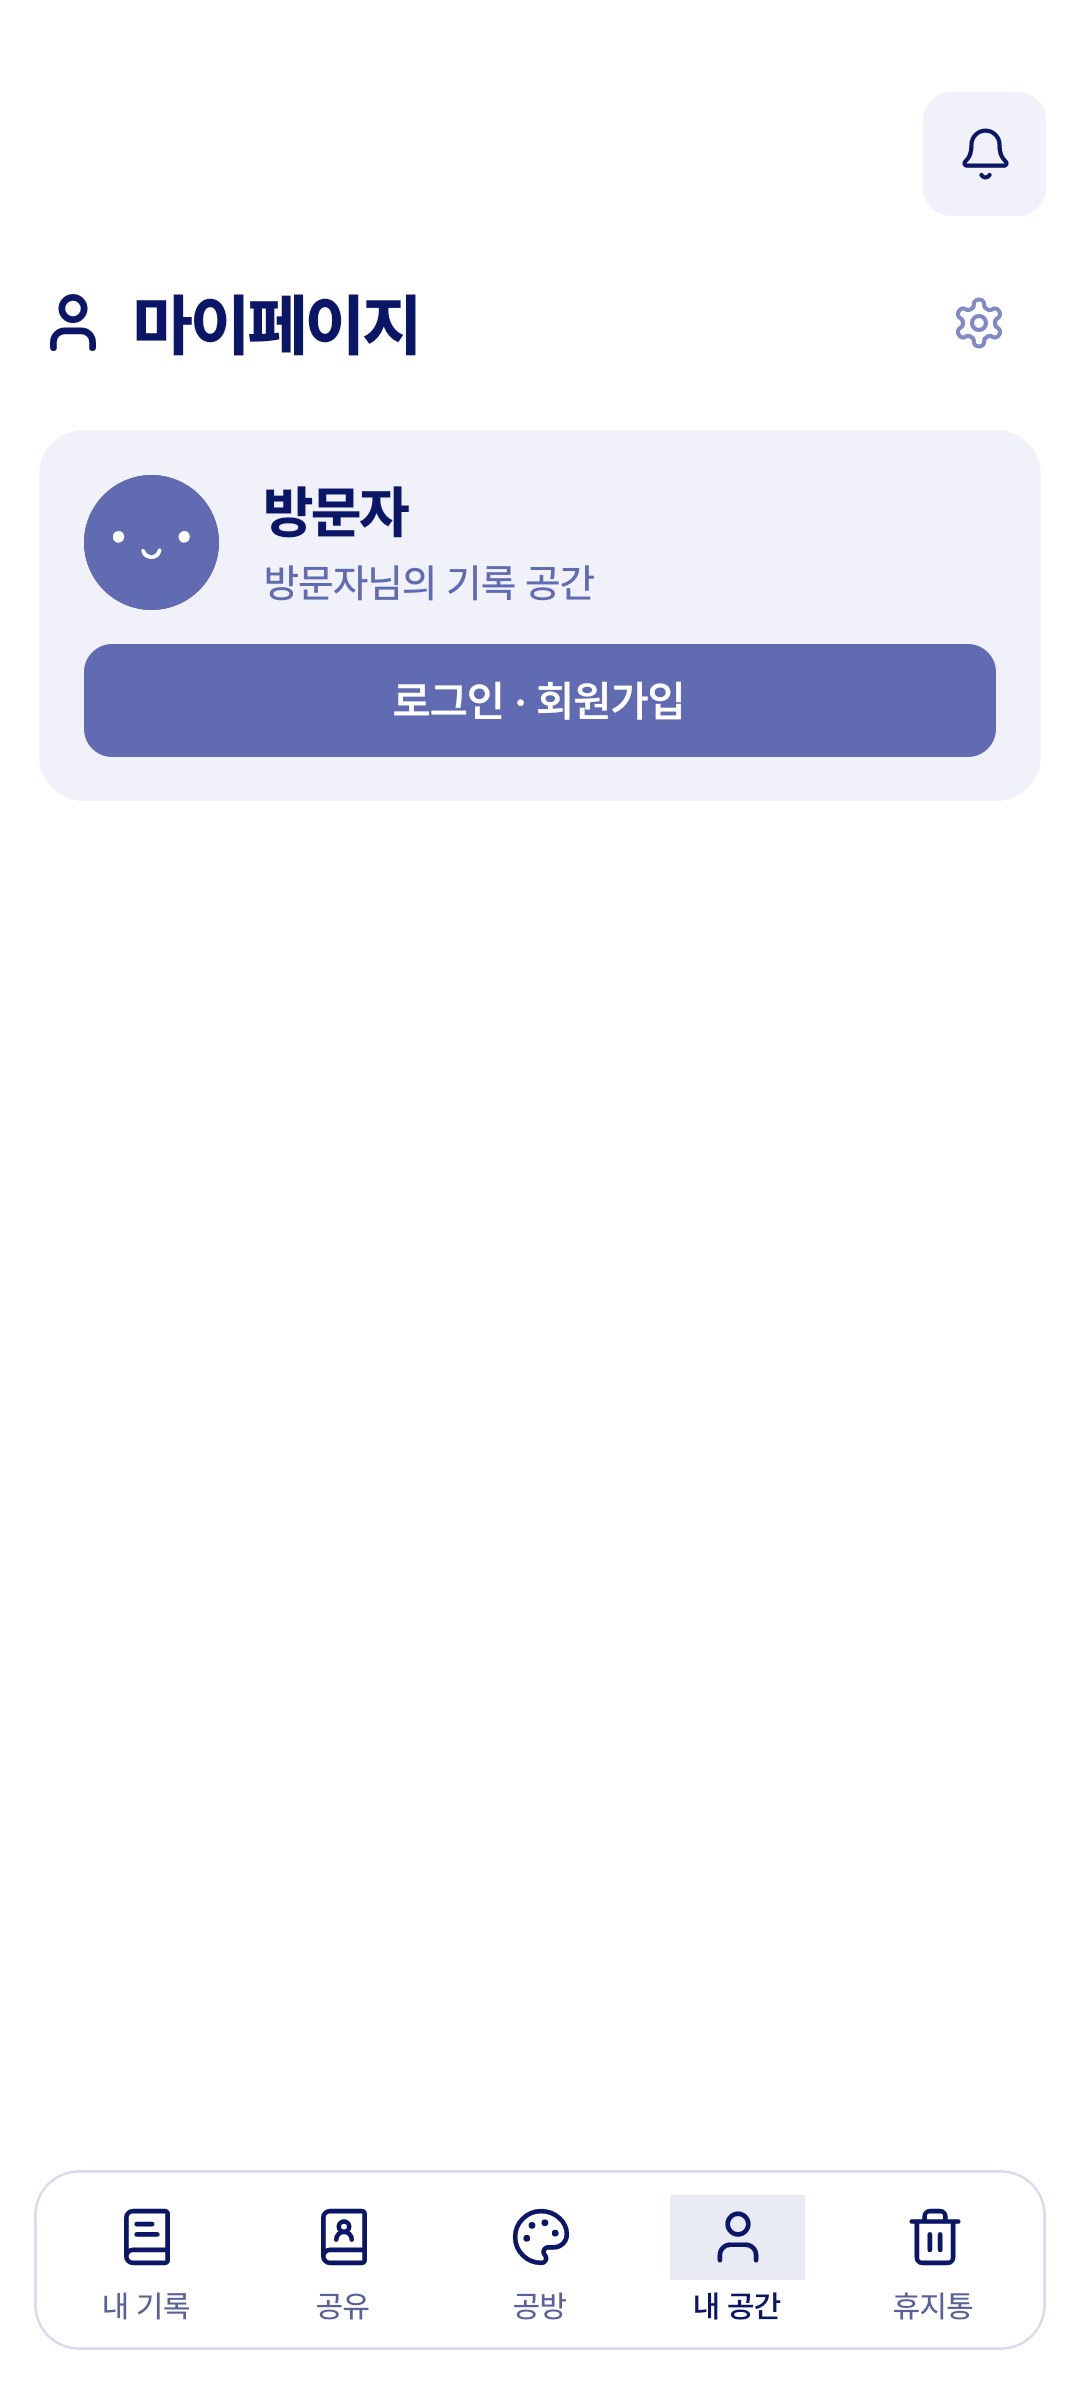 마이페이지
방문자
방문자님의 기록 공간
로그인 · 회원가입
내 기록
공유
공방
내 공간
휴지통